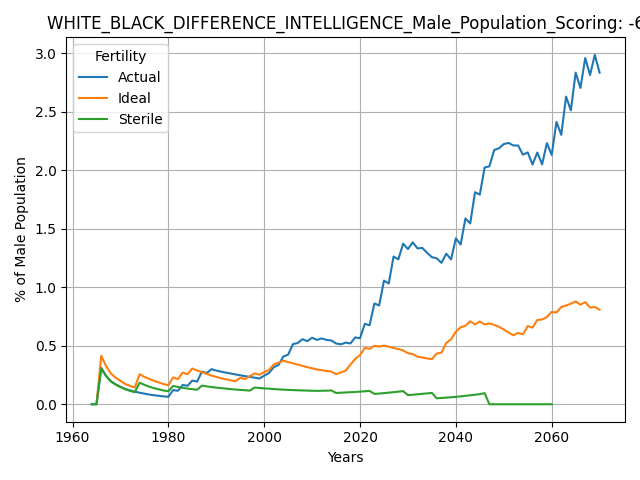 WHITE_BLACK_DIFFERENCE_INTELLIGENCE_Male_Population_Scoring: -6
Fertility
Actual
Ideal
Sterile
% of Male Population
3.0
2.5
2.0
1.5
1.0
0.5
0.0
1960 1980 2000 2020 2040 2060
Years